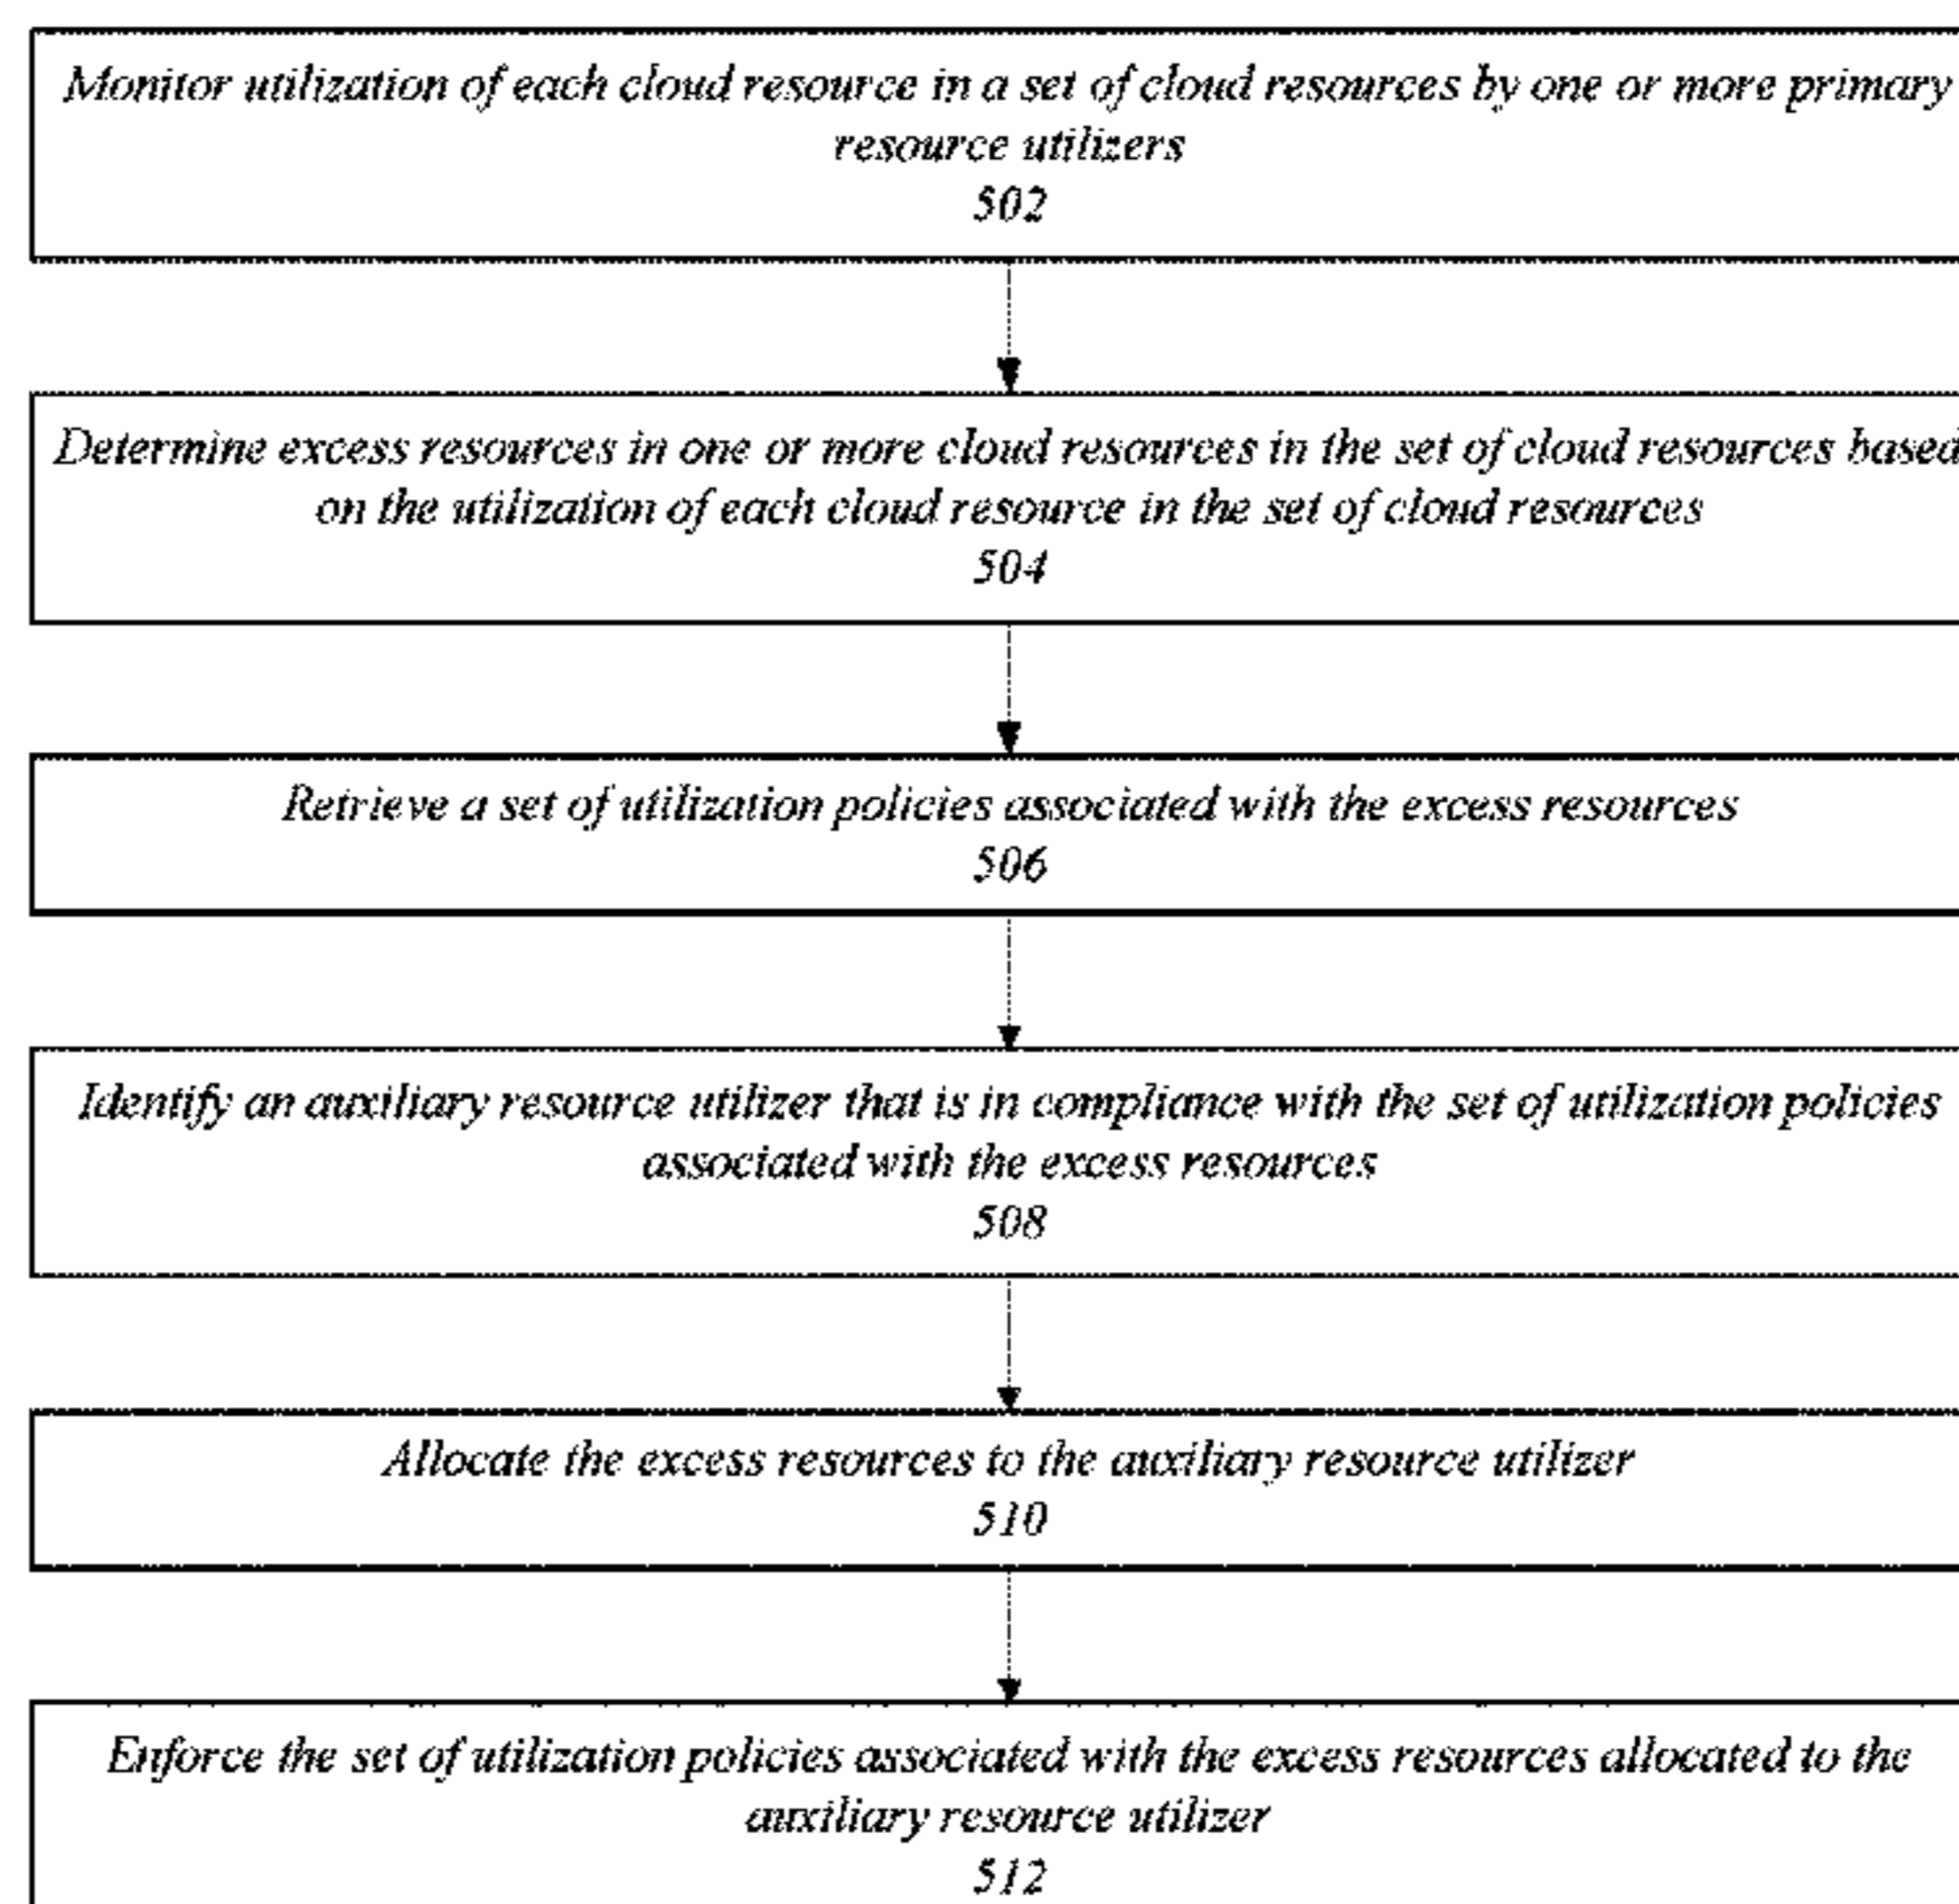 Monitor utilization of each cloud resource in a set of cloud resources by one or more primary
resource utilizers
502
Determine excess resources in one or more cloud resources in the set of cloud resources based
on the utilization of each cloud resource in the set of cloud resources
504
Retrieve a set of utilization policies associated with the excess resources
506
Identify an auxiliary resource utilizer that is in compliance with the set of utilization policies
associated with the excess resources
508
Allocate the excess resources to the auxiliary resource utilizer
510
Enforce the set of utilization policies associated with the excess resources allocated to the
auxiliary resource utilizer
512